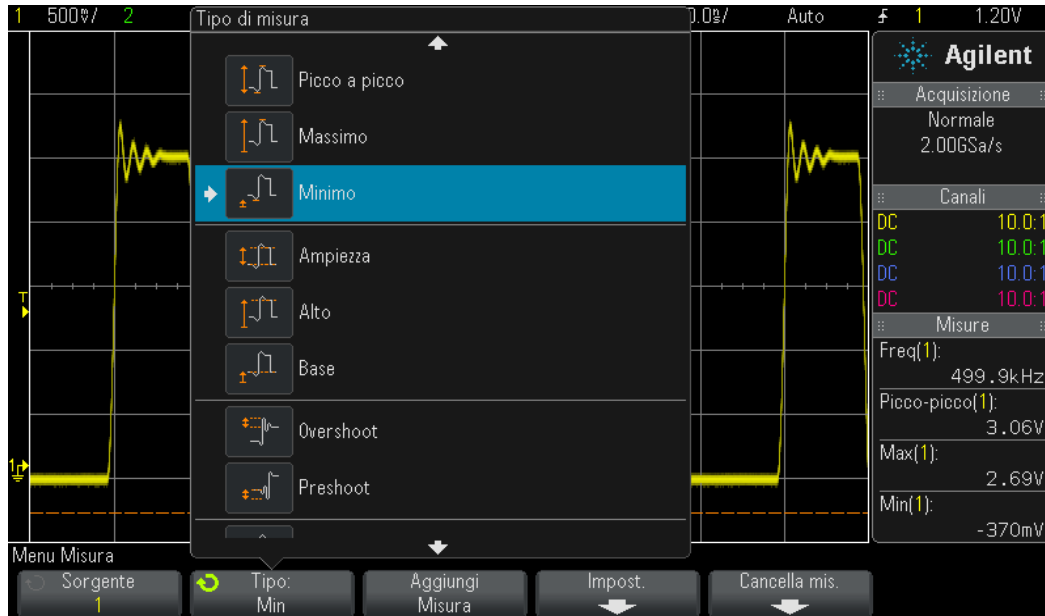 1 500▽/ 2 0.0s/ Auto 1 1.20V
Tipo di misura
Picco a picco
Massimo
Minimo
Ampiezza
Alto
Base
Overshoot
Preshoot
Agilent
Acquisizione
Normale
2.00GSa/s
Canali
DC 10.0:1
DC 10.0:1
DC 10.0:1
DC 10.0:1
Misure
Freq(1):
499.9kHz
Picco-picco(1):
3.06V
Max(1):
2.69V
Min(1):
-370mV
T
1
Menu Misura
Sorgente
1
Tipo:
Min
Aggiungi
Misura
Impost.
Cancella mis.